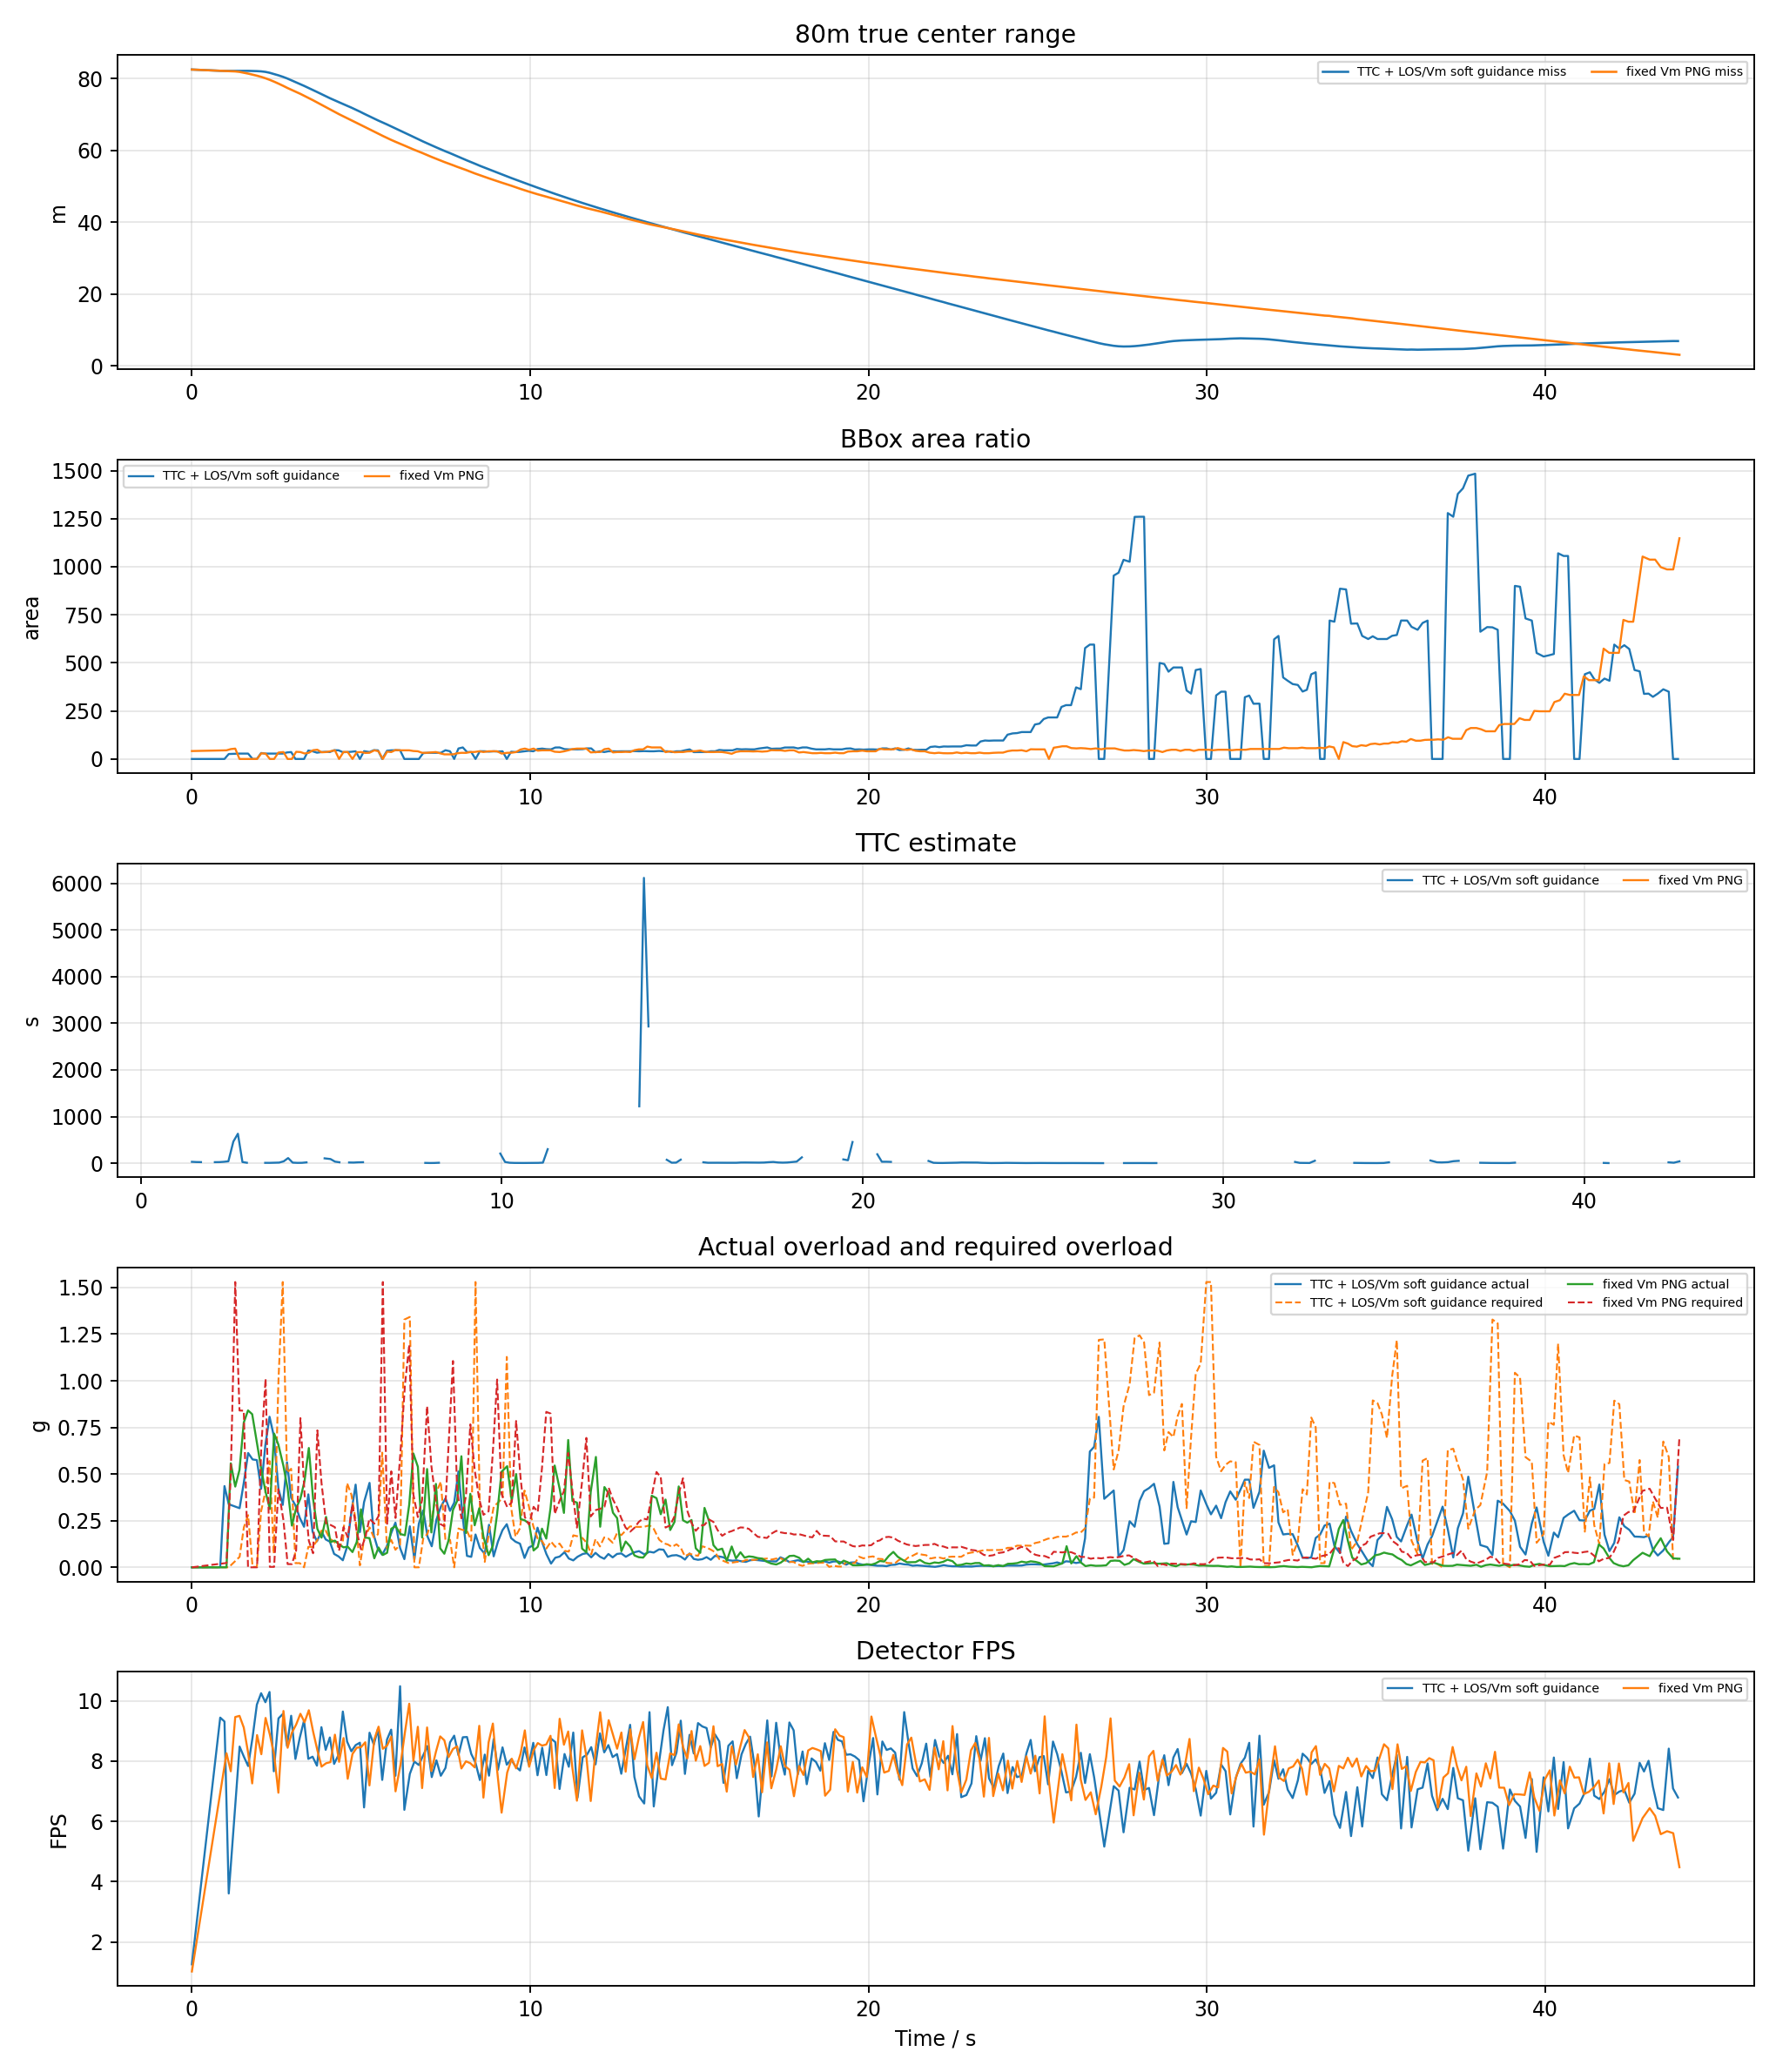 80m true center range
TTC + LOS/Vm soft guidance miss fixed Vm PNG miss
80
60
40
20
0
m
0 10 20 30 40
BBox area ratio
TTC + LOS/Vm soft guidance fixed Vm PNG
1500
1250
1000
750
500
250
0
area
0 10 20 30 40
TTC estimate
TTC + LOS/Vm soft guidance fixed Vm PNG
6000
5000
4000
3000
2000
1000
0
s
0 10 20 30 40
Actual overload and required overload
TTC + LOS/Vm soft guidance actual fixed Vm PNG actual
TTC + LOS/Vm soft guidance required fixed Vm PNG required
1.50
1.25
1.00
0.75
0.50
0.25
0.00
g
0 10 20 30 40
Detector FPS
TTC + LOS/Vm soft guidance fixed Vm PNG
10
8
6
4
2
FPS
0 10 20 30 40
Time / s